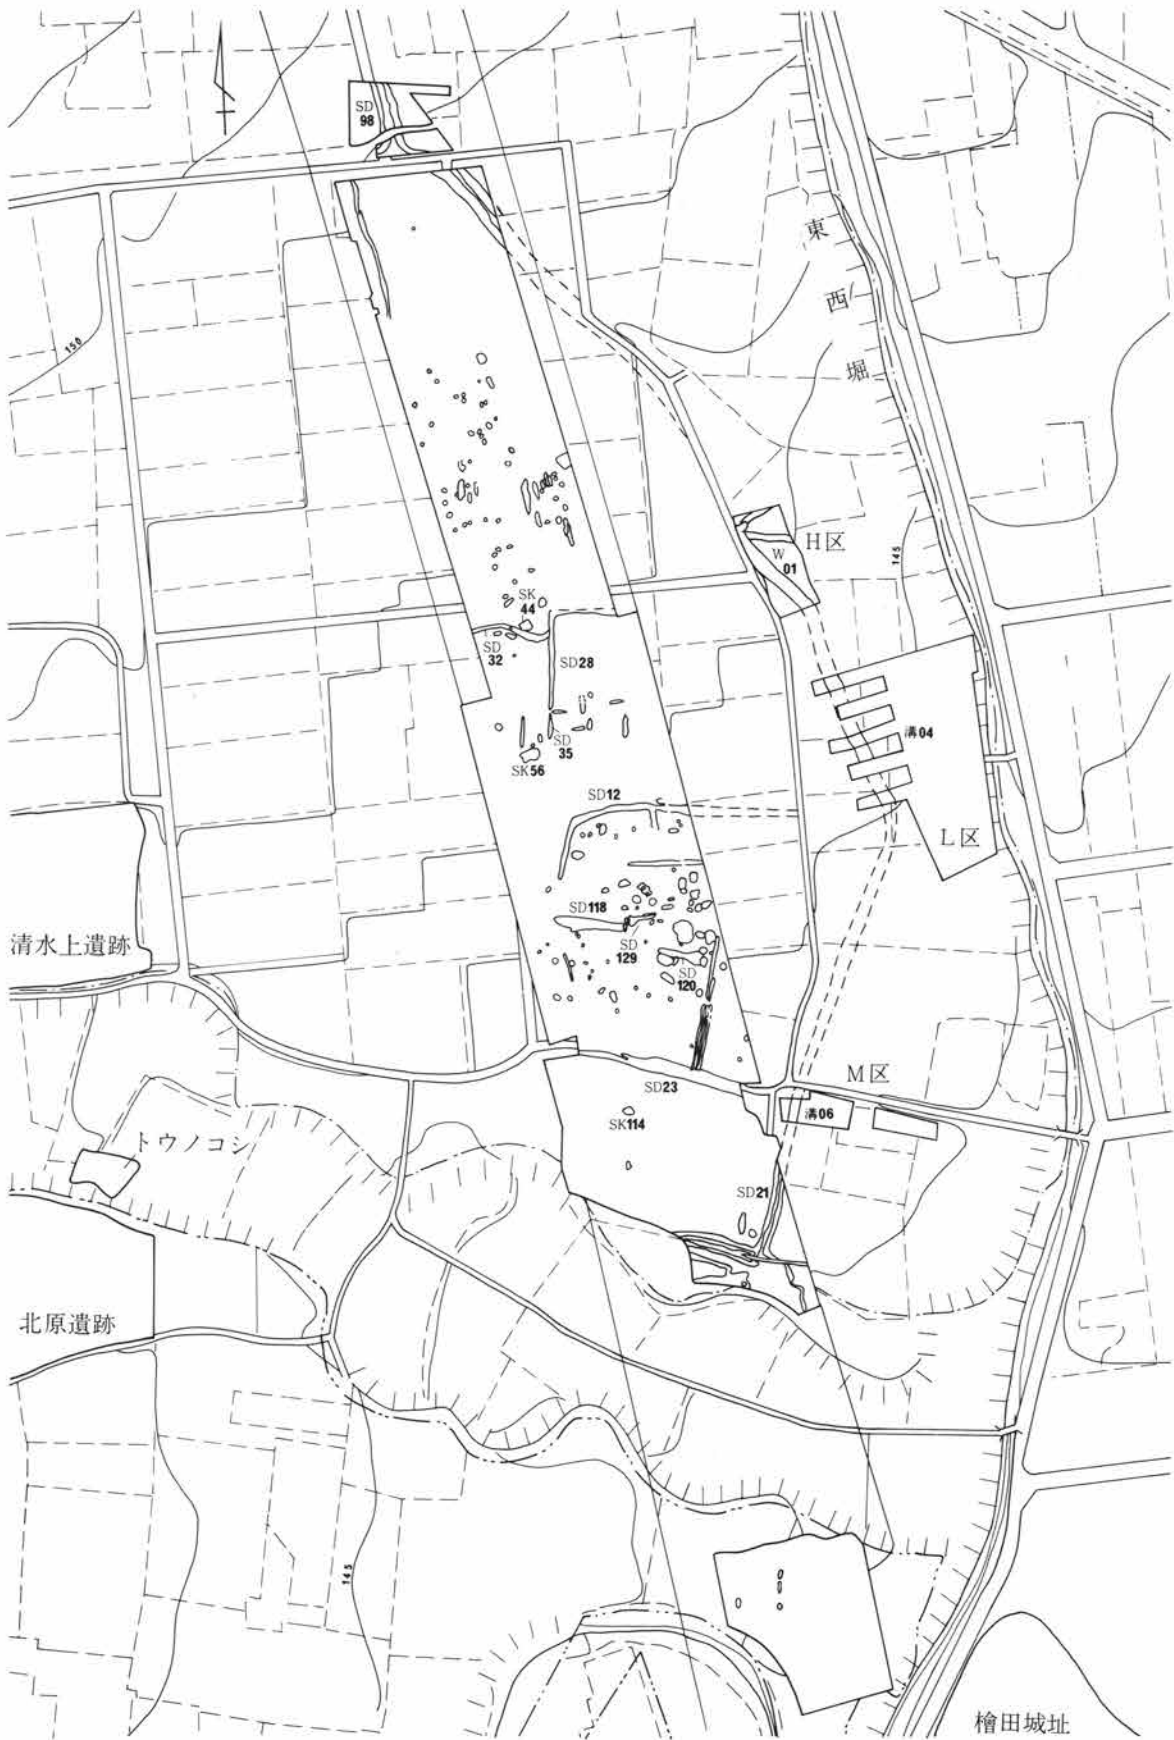 SD
98
東西堀
150
H区
W
01
145
SK
44
SD
32
SD28
溝04
SD
35
SK56
SD12
L区
SD118
清水上遺跡
SD
129
SD
120
M区
SD23
溝06
SK114
トウノコシ
SD21
北原遺跡
145
檜田城址